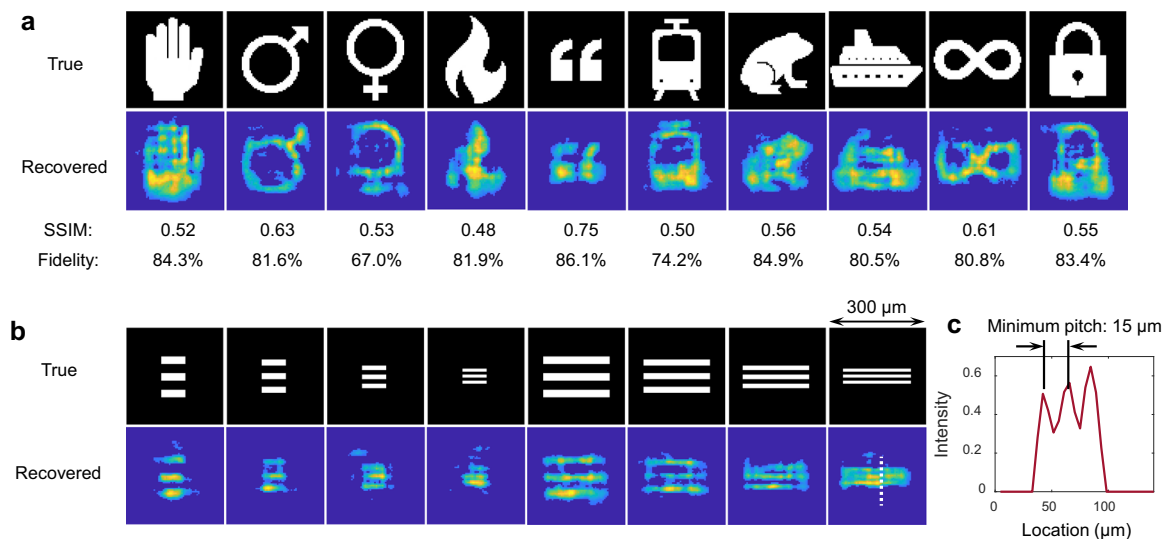 a
True
Recovered
SSIM: 0.52 0.63 0.53 0.48 0.75 0.50 0.56 0.54 0.61 0.55
Fidelity: 84.3% 81.6% 67.0% 81.9% 86.1% 74.2% 84.9% 80.5% 80.8% 83.4%
b
300 µm
True
Recovered
c
Minimum pitch: 15 µm
Intensity
0.6
0.4
0.2
0
0 50 100 150
Location (µm)